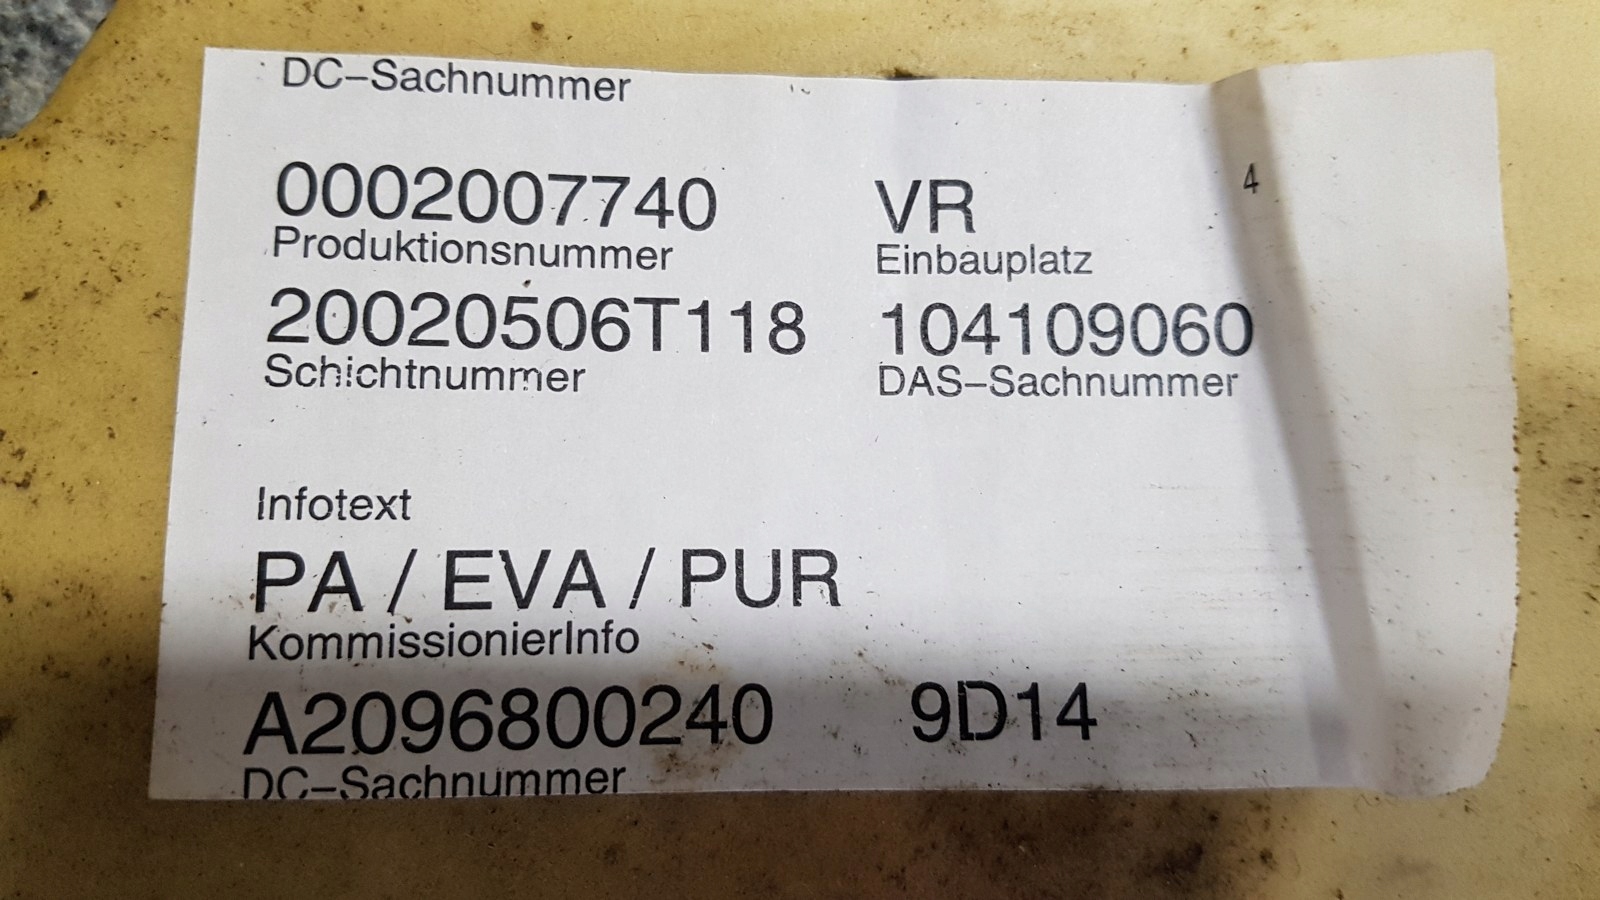 DC-Sachnummer
0002007740 VR 4
Produktionsnummer Einbauplatz
20020506T118 104109060
Schichtnummer DAS-Sachnummer
Infotext
PA / EVA / PUR
KommissionierInfo
A2096800240 9D14
DC-Sachnummer